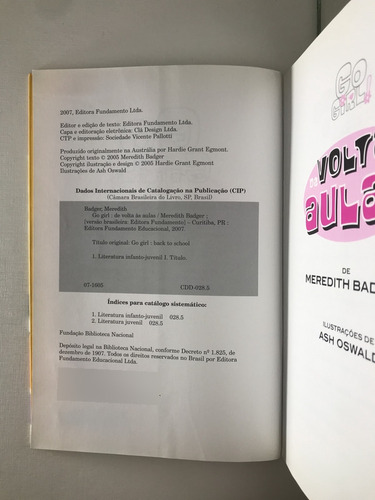 2007, Editora Fundamento Ltda.
Editor e edição de texto: Editora Fundamento Ltda.
Capa e editoração eletrônica: Clã Design Ltda.
CTP e impressão: Sociedade Vicente Pallotti
Produzido originalmente na Austrália por Hardie Grant Egmont.
Copyright texto © 2005 Meredith Badger
Copyright ilustração e design © 2005 Hardie Grant Egmont
Ilustrações de Ash Oswald
Dados Internacionais de Catalogação na Publicação (CIP)
(Câmara Brasileira do Livro, SP, Brasil)
Badger, Meredith
Go girl : de volta às aulas / Meredith Badger ;
[versão brasileira: Editora Fundamento] – Curitiba, PR :
Editora Fundamento Educacional, 2007.
Título original: Go girl : back to school
1. Literatura infanto-juvenil I. Título.
07-1605 CDD-028.5
Índices para catálogo sistemático:
1. Literatura infanto-juvenil 028.5
2. Literatura juvenil 028.5
Fundação Biblioteca Nacional
Depósito legal na Biblioteca Nacional, conforme Decreto nº 1.825, de
dezembro de 1907. Todos os direitos reservados no Brasil por Editora
Fundamento Educacional Ltda.
GO
GIRL!
VOLT
AULA
DE
MEREDITH BAD
ILUSTRAÇÕES DE
ASH OSWALD